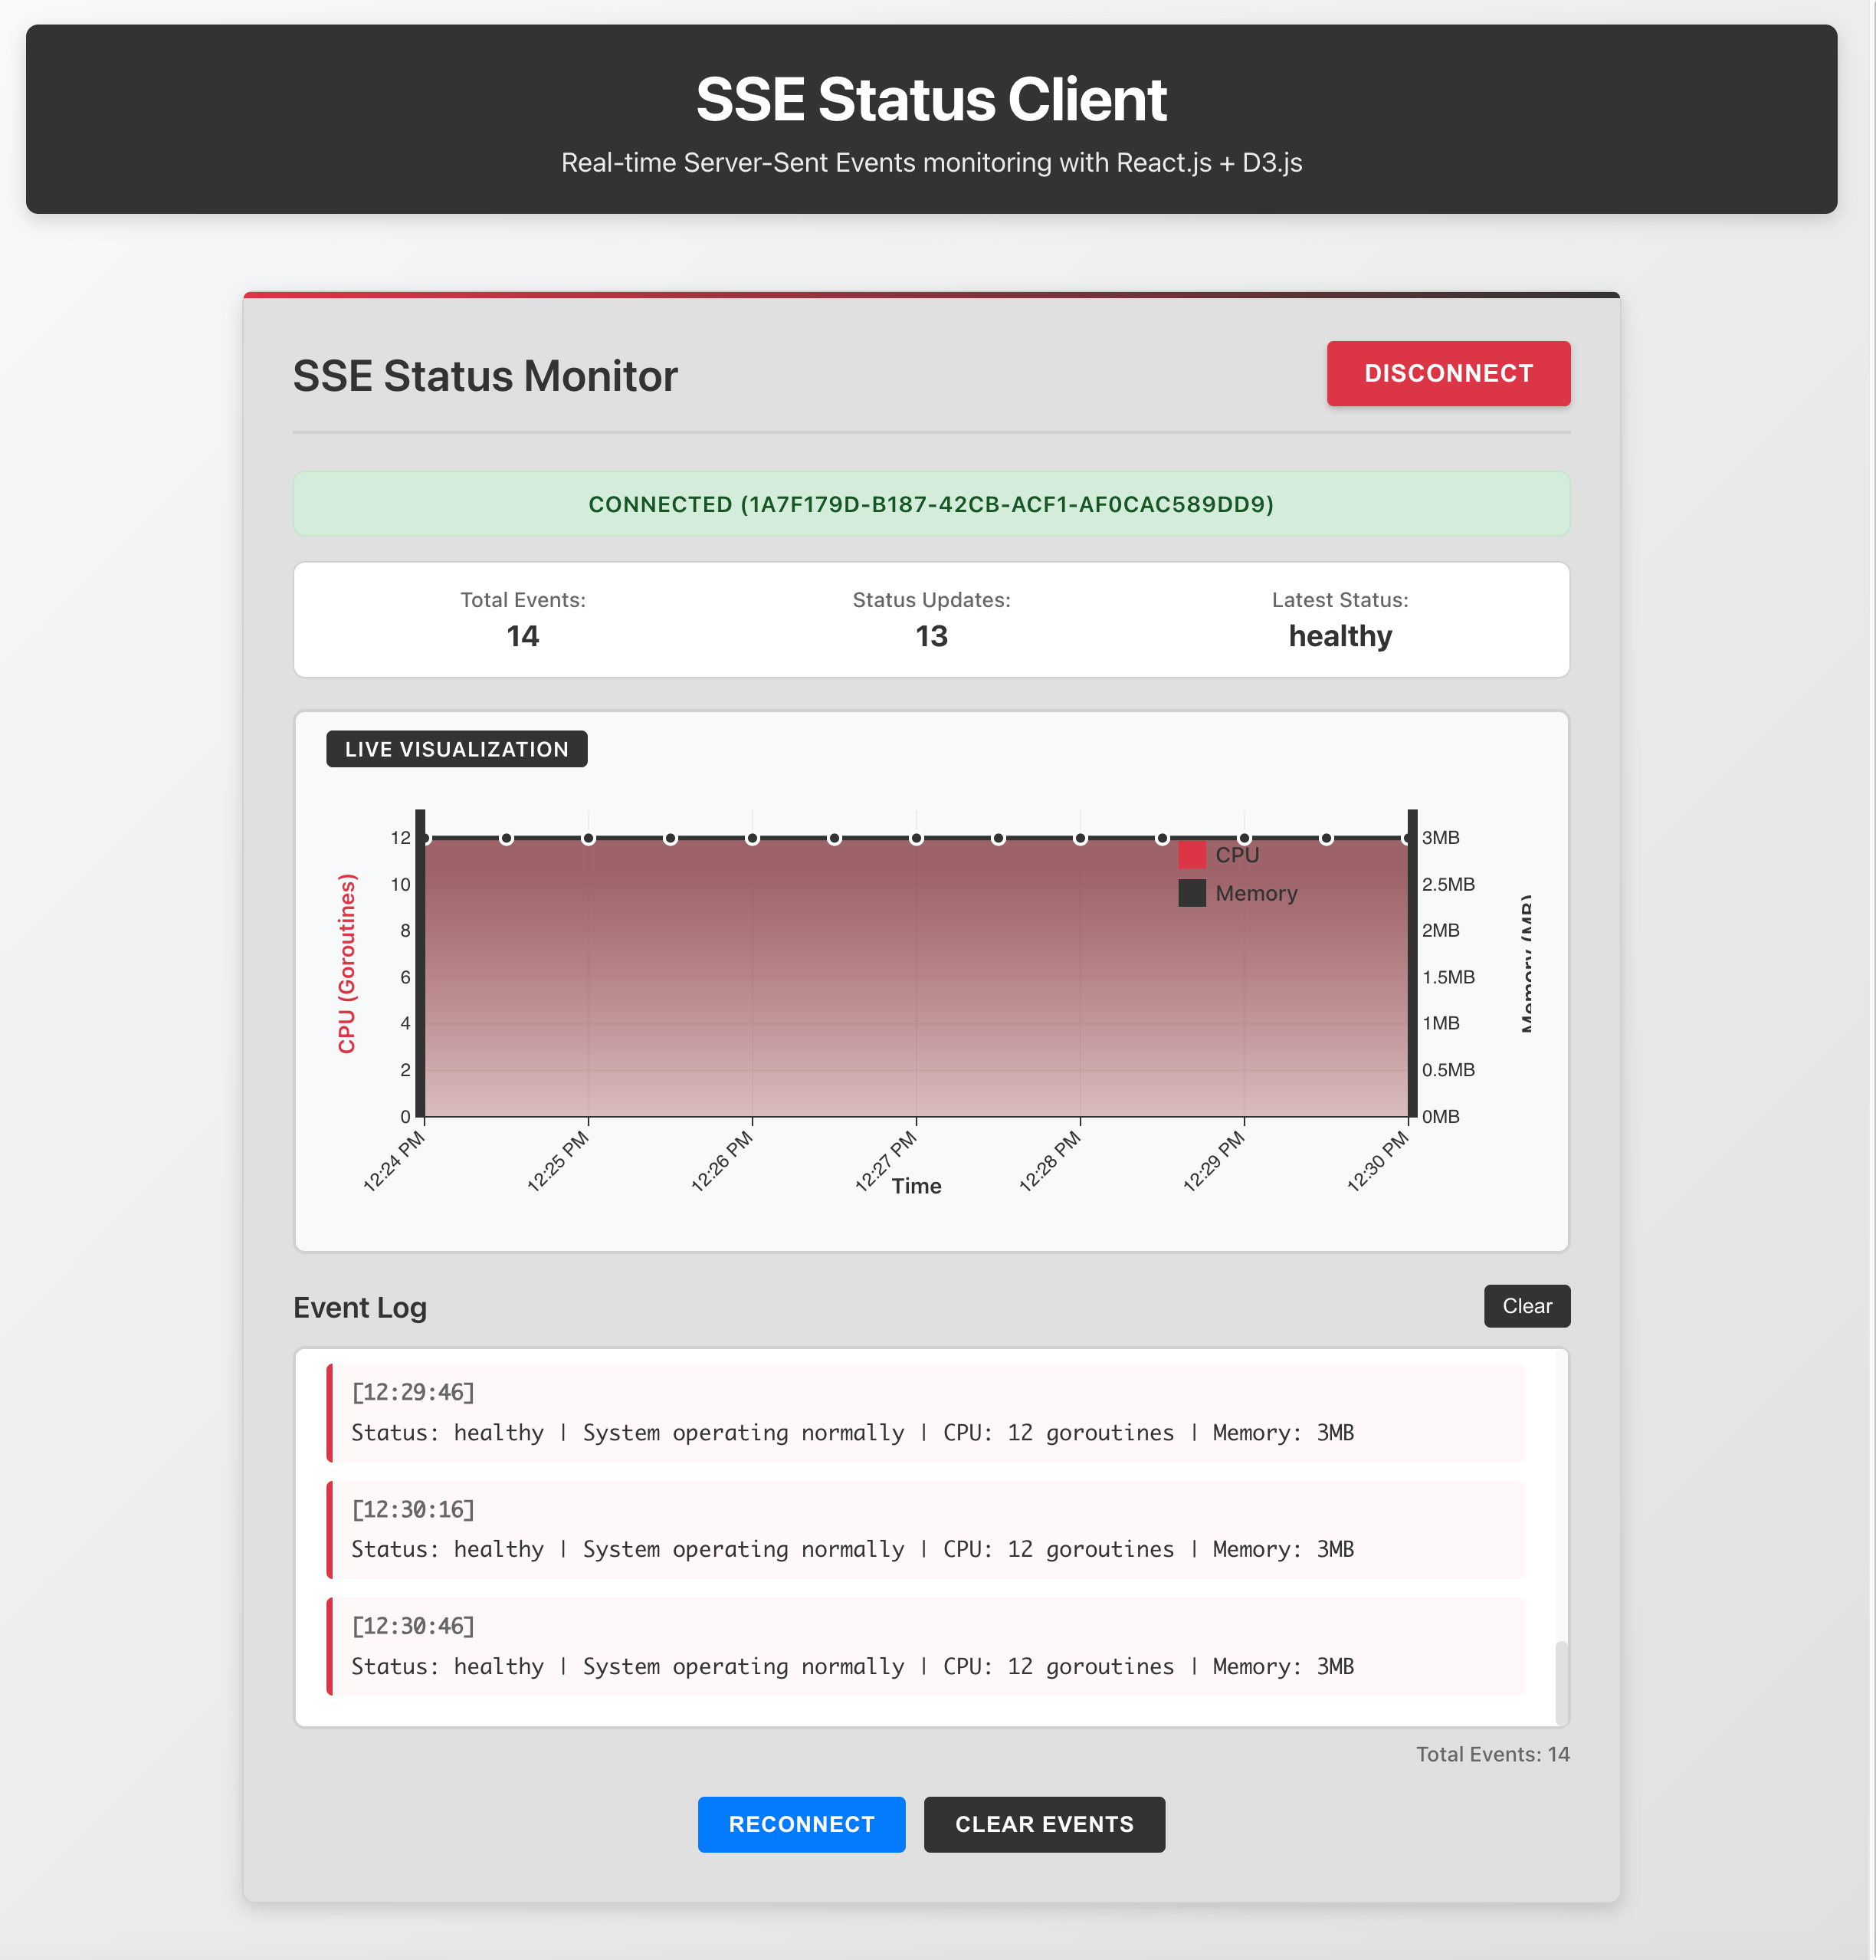 SSE Status Client
Real-time Server-Sent Events monitoring with React.js + D3.js
SSE Status Monitor
DISCONNECT
CONNECTED (1A7F179D-B187-42CB-ACF1-AF0CAC589DD9)
Total Events:
14
Status Updates:
13
Latest Status:
healthy
LIVE VISUALIZATION
CPU (Goroutines)
12
10
8
6
4
2
0
CPU
Memory
3MB
2.5MB
2MB
1.5MB
1MB
0.5MB
0MB
Memory (MB)
12:24 PM
12:25 PM
12:26 PM
12:27 PM
12:28 PM
12:29 PM
12:30 PM
Time
Event Log
Clear
[12:29:46]
Status: healthy | System operating normally | CPU: 12 goroutines | Memory: 3MB
[12:30:16]
Status: healthy | System operating normally | CPU: 12 goroutines | Memory: 3MB
[12:30:46]
Status: healthy | System operating normally | CPU: 12 goroutines | Memory: 3MB
Total Events: 14
RECONNECT
CLEAR EVENTS